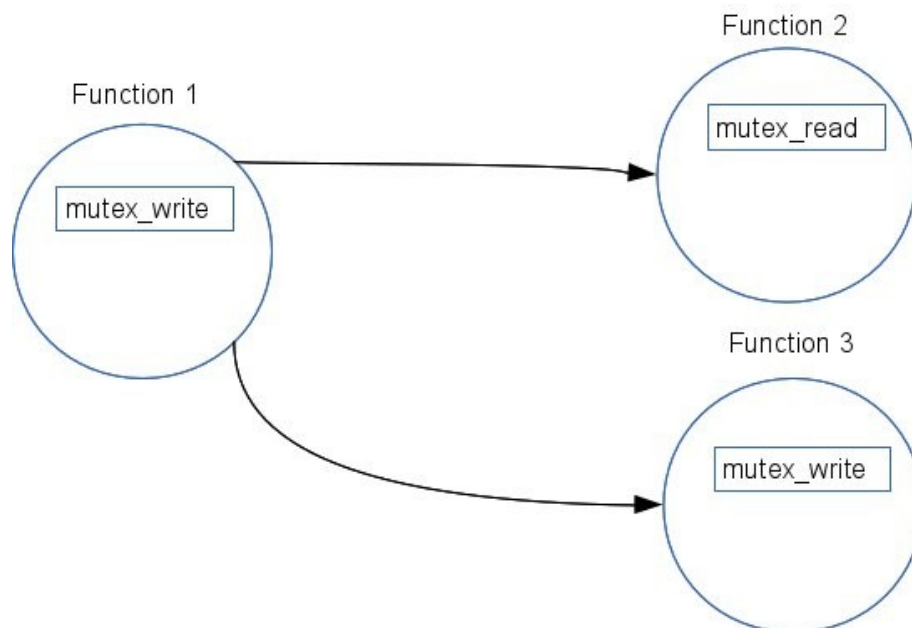 Function 2
mutex_read
Function 1
mutex_write
Function 3
mutex_write